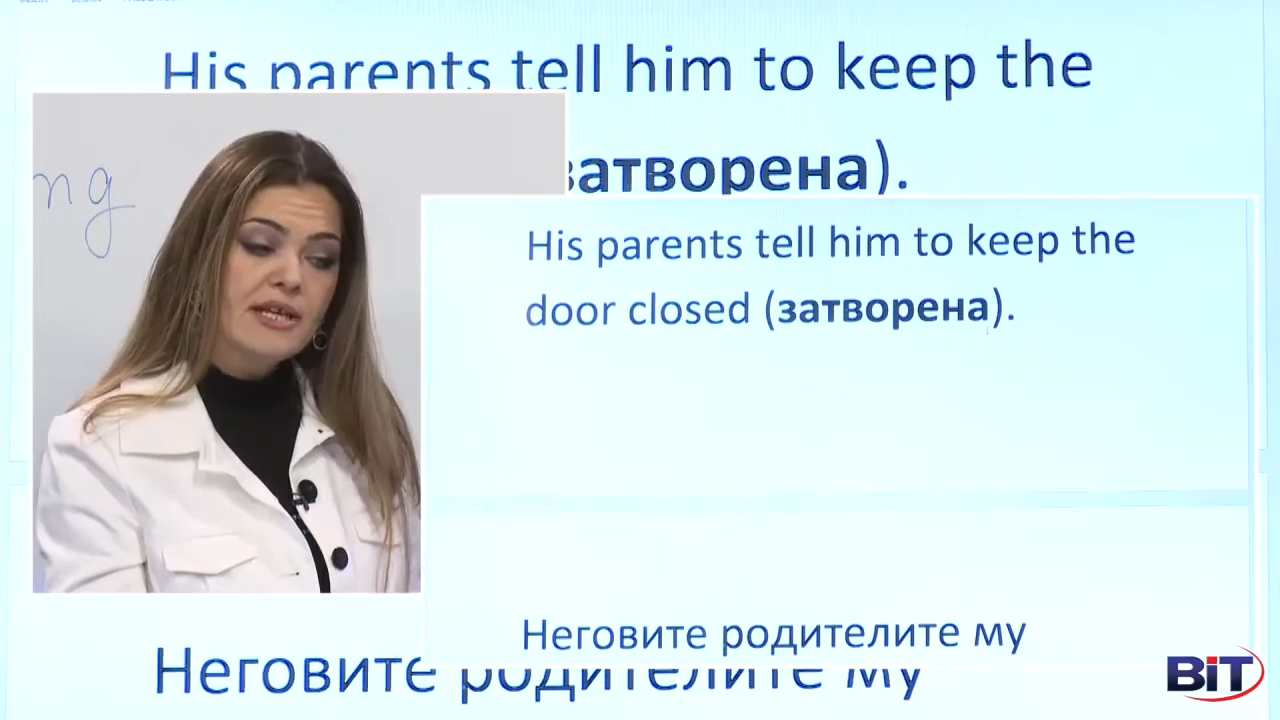 His parents tell him to keep the
затворена).
ng
His parents tell him to keep the
door closed (затворена).
Неговите родителите му
Неговите родителите му
BiT